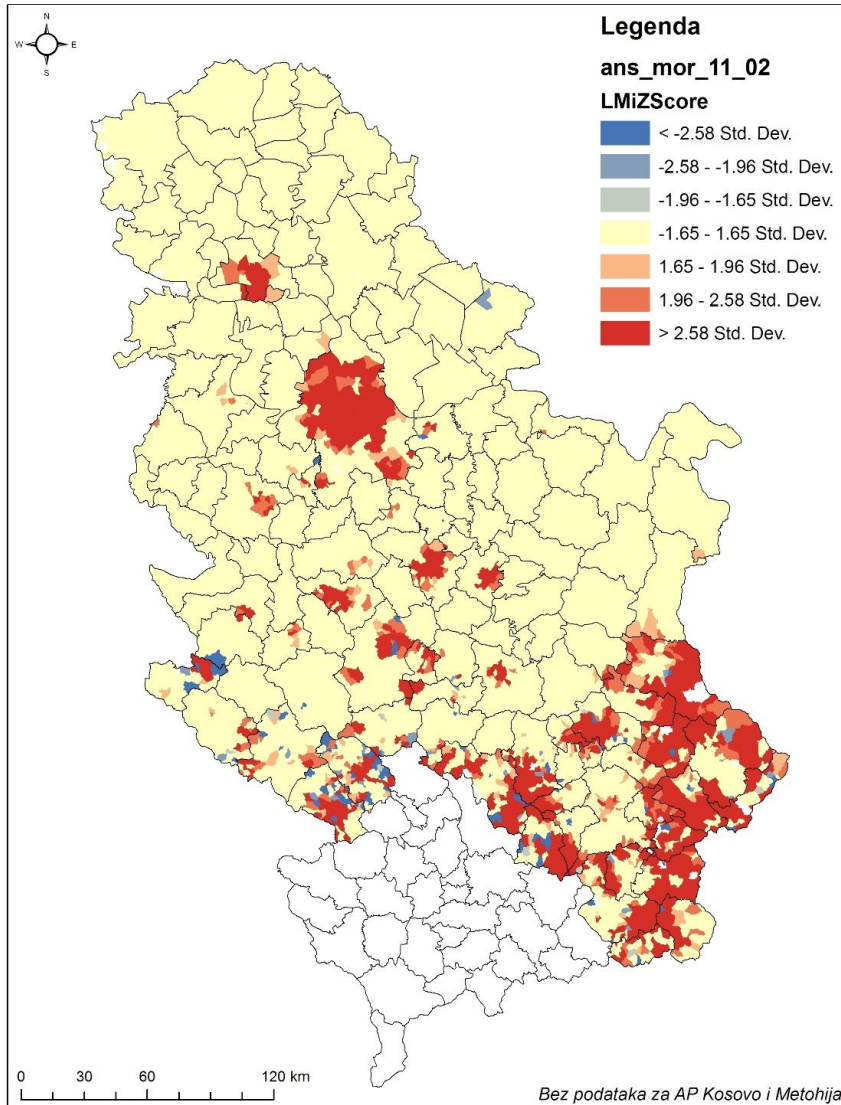 N
W E
S
Legenda
ans_mor_11_02
LMiZScore
< -2.58 Std. Dev.
-2.58 - -1.96 Std. Dev.
-1.96 - -1.65 Std. Dev.
-1.65 - 1.65 Std. Dev.
1.65 - 1.96 Std. Dev.
1.96 - 2.58 Std. Dev.
> 2.58 Std. Dev.
0 30 60 120 km
Bez podataka za AP Kosovo i Metohija